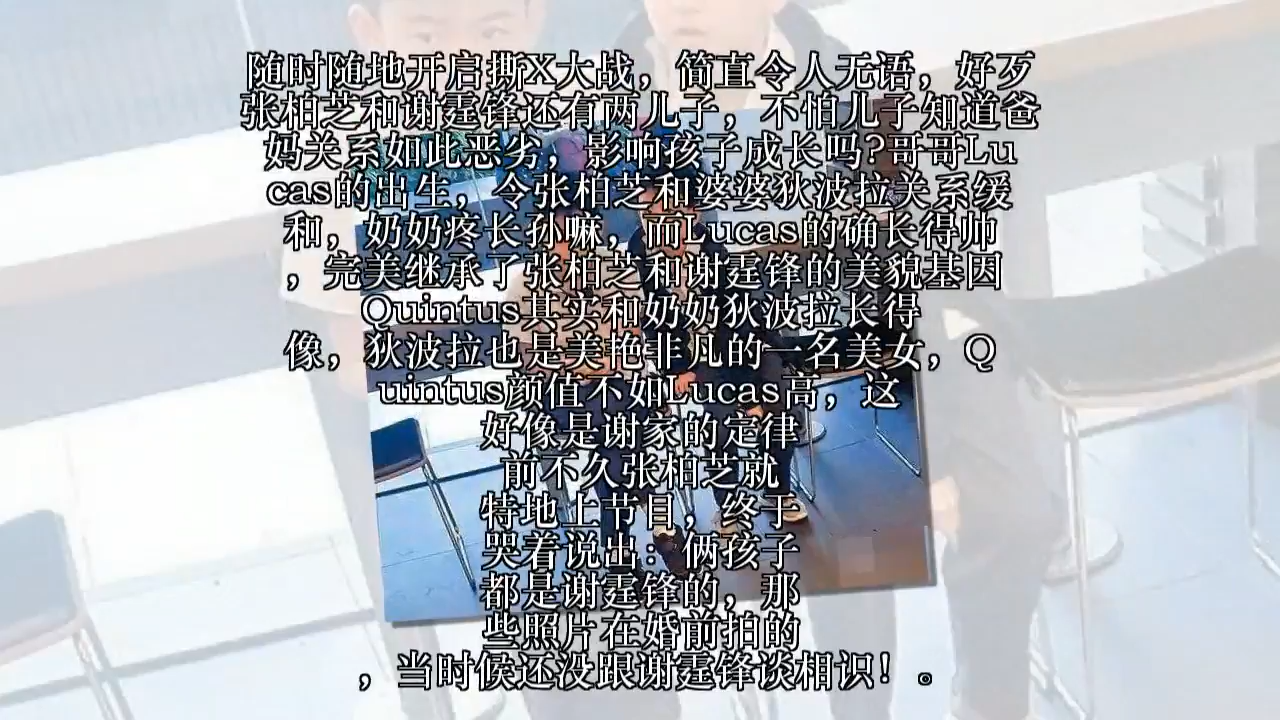 随时随地开启撕X大战，简直令人无语，好歹
张柏芝和谢霆锋还有两儿子，不怕儿子知道爸
妈关系如此恶劣，影响孩子成长吗?哥哥Lu
cas的出生，令张柏芝和婆婆狄波拉关系缓
和，奶奶疼长孙嘛，而Lucas的确长得帅
，完美继承了张柏芝和谢霆锋的美貌基因
Quintus其实和奶奶狄波拉长得
像，狄波拉也是美艳非凡的一名美女，Q
uintus颜值不如Lucas高，这
好像是谢家的定律
前不久张柏芝就
特地上节目，终于
哭着说出：俩孩子
都是谢霆锋的，那
些照片在婚前拍的
，当时候还没跟谢霆锋谈相识！。